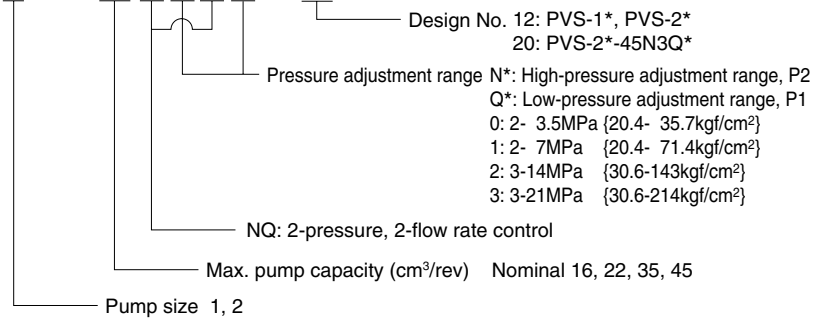 Design No. 12: PVS-1*, PVS-2*
20: PVS-2*-45N3Q*
Pressure adjustment range N*: High-pressure adjustment range, P2
Q*: Low-pressure adjustment range, P1
0: 2- 3.5MPa {20.4- 35.7kgf/cm²}
1: 2- 7MPa {20.4- 71.4kgf/cm²}
2: 3-14MPa {30.6-143kgf/cm²}
3: 3-21MPa {30.6-214kgf/cm²}
NQ: 2-pressure, 2-flow rate control
Max. pump capacity (cm³/rev) Nominal 16, 22, 35, 45
Pump size 1, 2